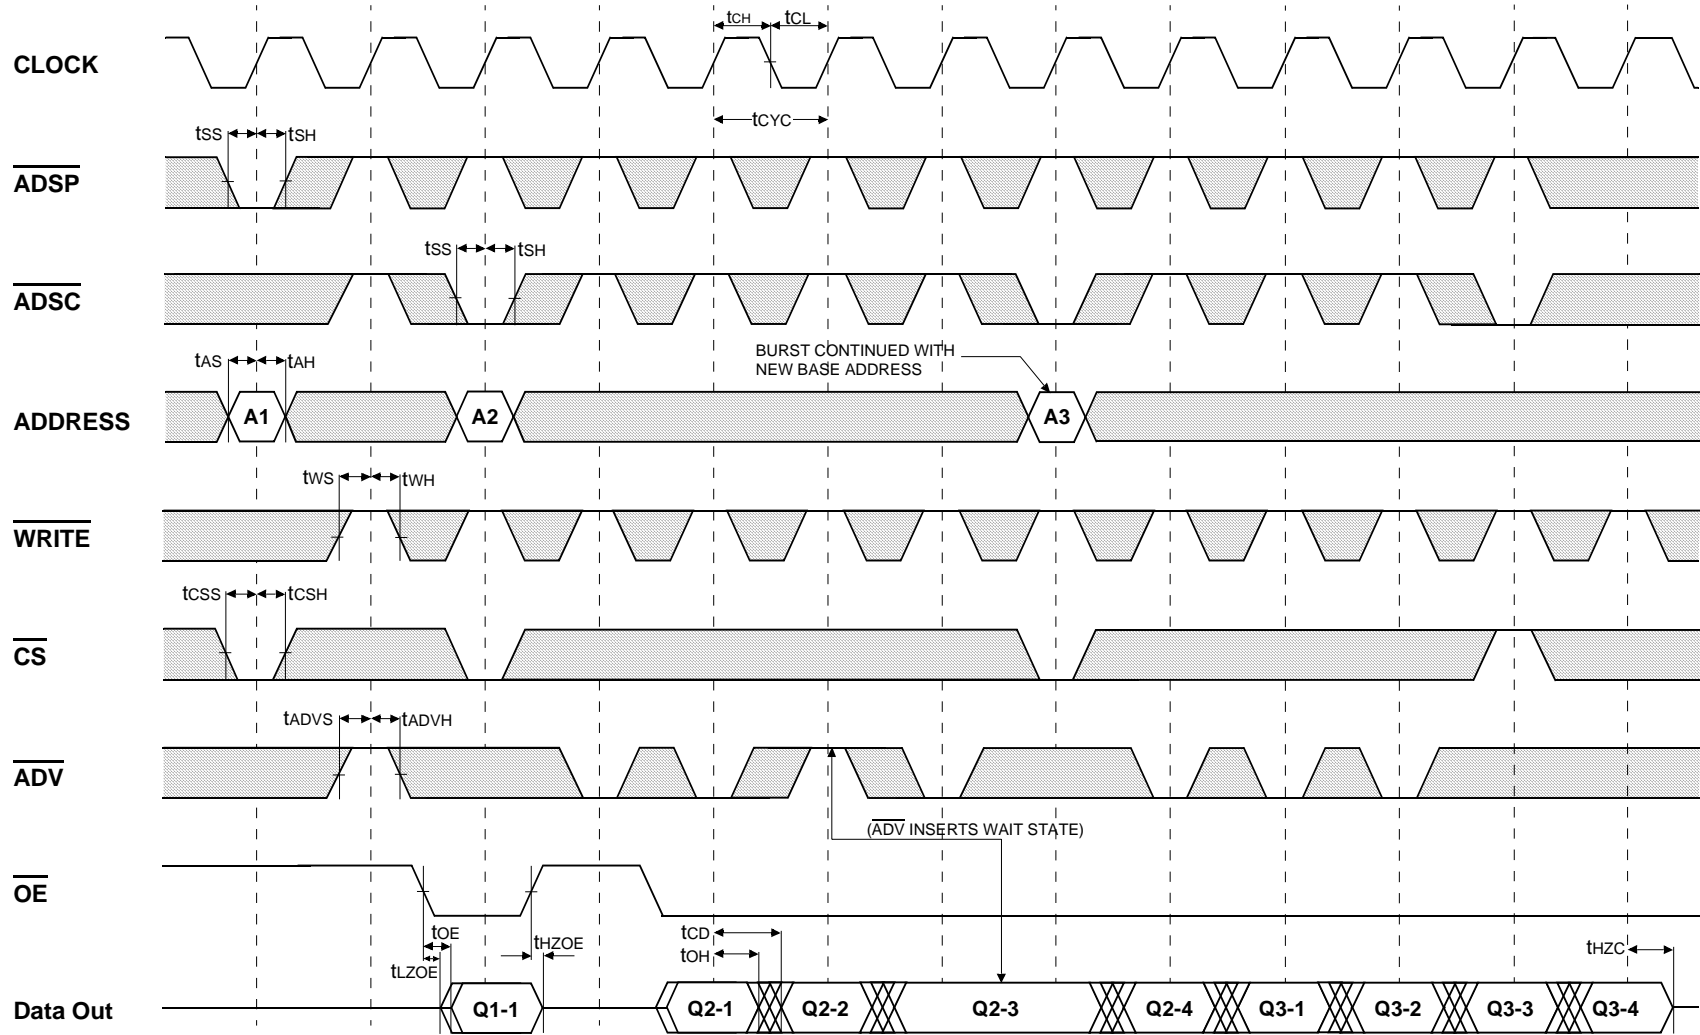 tCH tCL
CLOCK
tCYC
tSS tSH
ADSP
tSS tSH
ADSC
BURST CONTINUED WITH
NEW BASE ADDRESS
tAS tAH
ADDRESS A1 A2 A3
tWS tWH
WRITE
tCSS tCSH
CS
tADVS tADVH
ADV
(ADV INSERTS WAIT STATE)
OE
tOE tHZOE tCD tHZC
tLZOE tOH
Data Out Q1-1 Q2-1 Q2-2 Q2-3 Q2-4 Q3-1 Q3-2 Q3-3 Q3-4